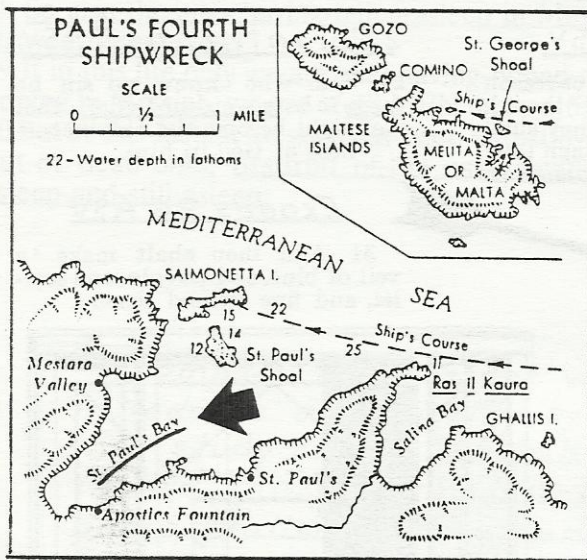 PAUL'S FOURTH
SHIPWRECK
SCALE
0 ½ 1 MILE
22–Water depth in fathoms
GOZO
COMINO
St. George's
Shoal
Ship's Course
MALTESE
ISLANDS
MELITA
OR
MALTA
MEDITERRANEAN
SEA
SALMONETTA I.
15 22
14
12
St. Paul's
Shoal
Ship's Course
25
11
Ras il Kaura
Mestara
Valley
Salina Bay
GHALLIS I.
St. Paul's Bay
St. Paul's
Apostles Fountain